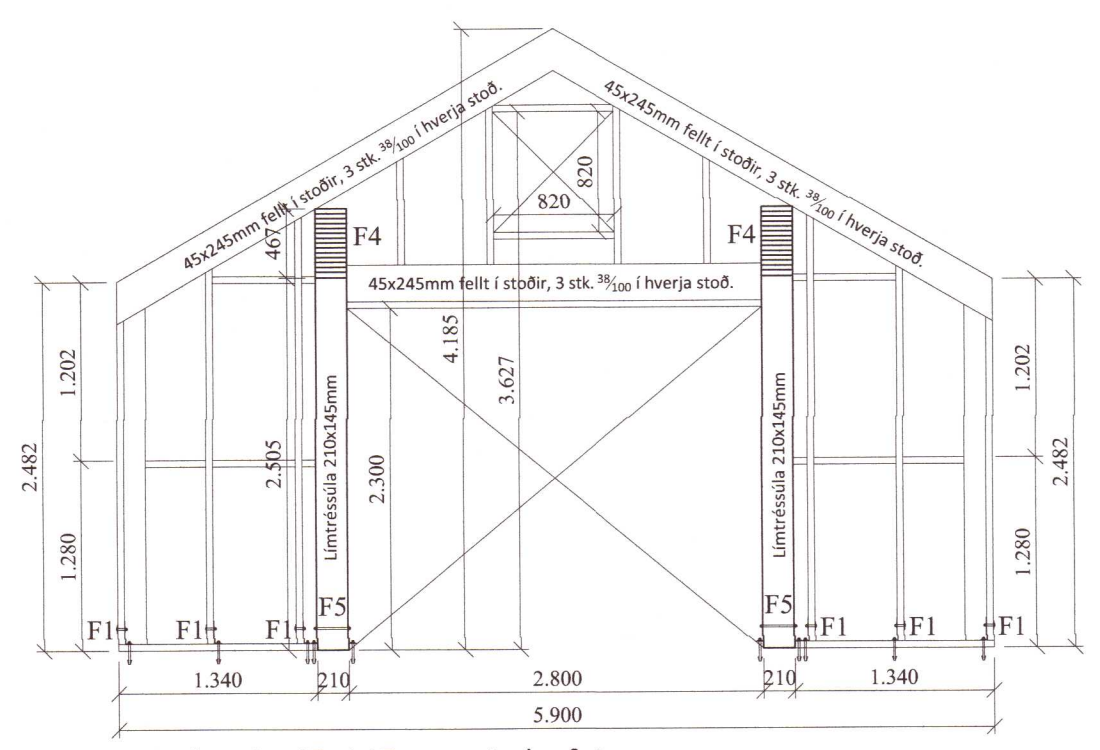 45x245mm fellt í stoðir, 3 stk. 38/100 í hverja stoð.
45x245mm fellt í stoðir, 3 stk. 38/100 í hverja stoð.
820
820
467
F4
F4
45x245mm fellt í stoðir, 3 stk. 38/100 í hverja stoð.
4.185
3.627
1.202
1.202
2.482
2.505
Límtréssúla 210x145mm
2.300
Límtréssúla 210x145mm
2.482
1.280
1.280
F5
F5
F1
F1
F1
F1
F1
F1
1.340
210
2.800
210
1.340
5.900